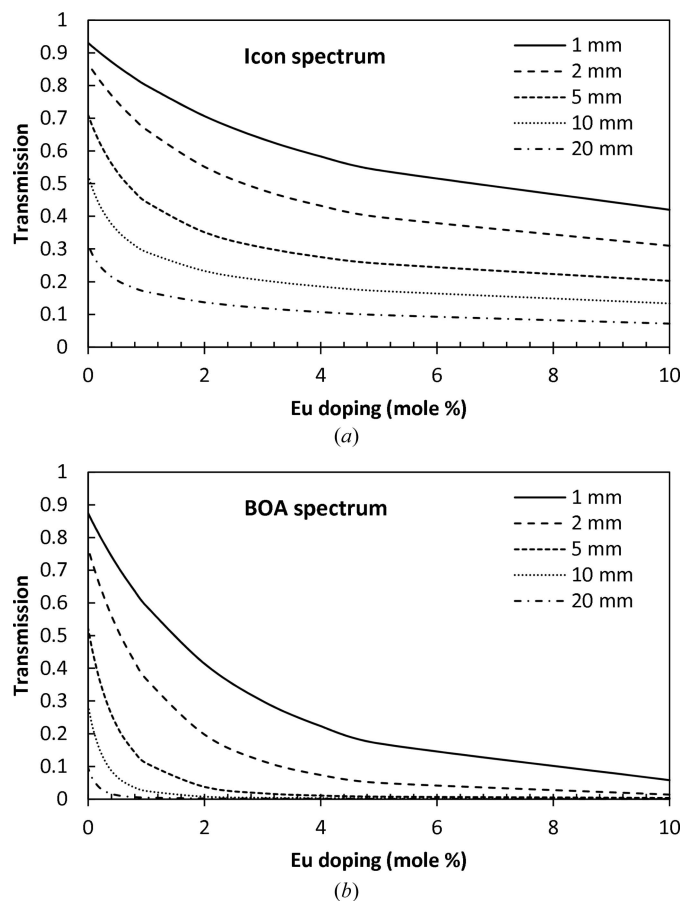 1
0.9
0.8
0.7
0.6
0.5
0.4
0.3
0.2
0.1
0
Transmission
Icon spectrum
1 mm
2 mm
5 mm
10 mm
20 mm
0 2 4 6 8 10
Eu doping (mole %)
(a)
1
0.9
0.8
0.7
0.6
0.5
0.4
0.3
0.2
0.1
0
Transmission
BOA spectrum
1 mm
2 mm
5 mm
10 mm
20 mm
0 2 4 6 8 10
Eu doping (mole %)
(b)